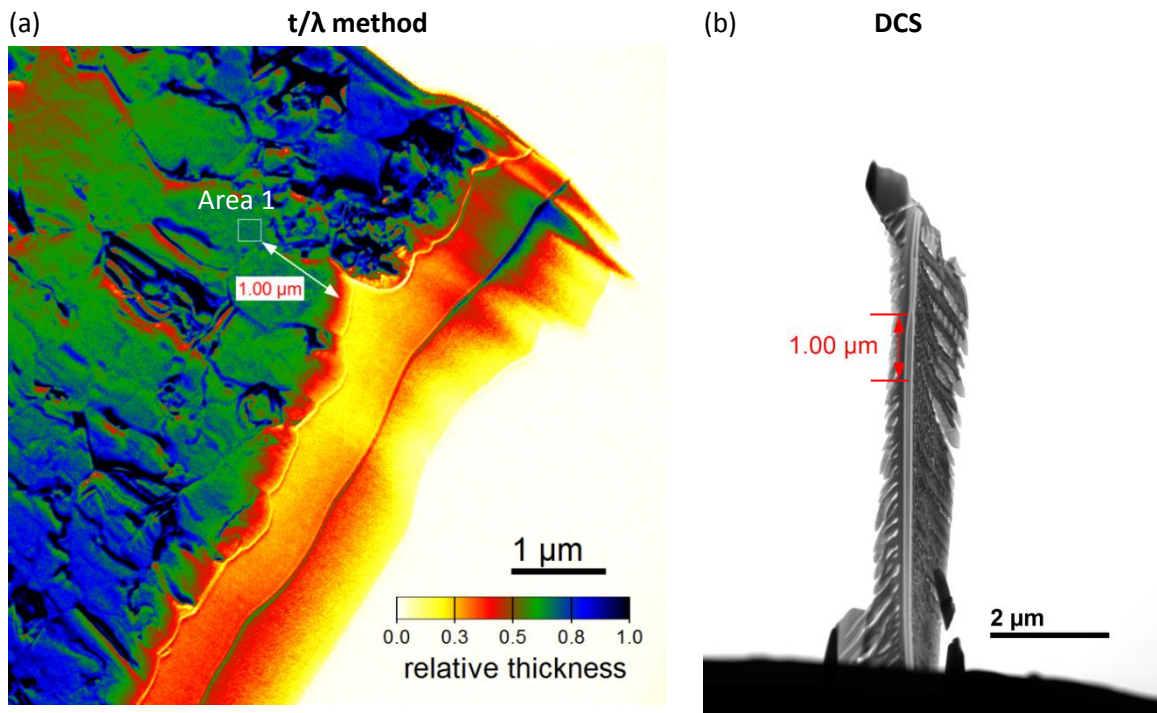 (a)
t/λ method
Area 1
1.00 µm
1 µm
0.0 0.3 0.5 0.8 1.0
relative thickness
(b)
DCS
1.00 µm
2 µm